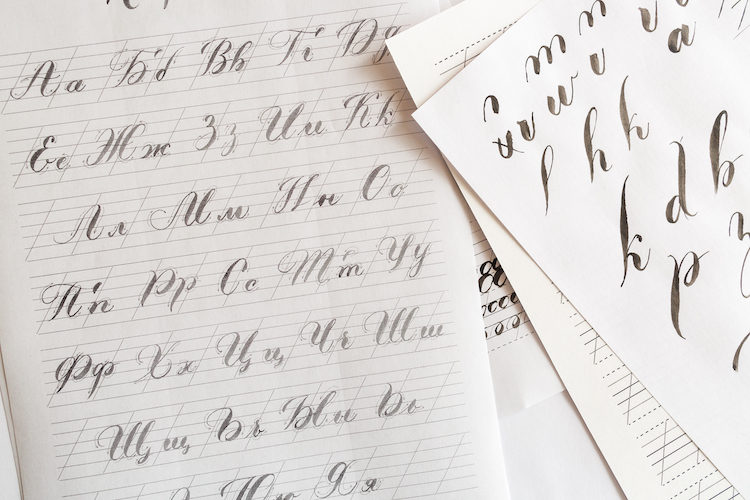 Аа Бб Вв Гг Дд
Ее Жж Зз Ии Кк
Лл Мм Нн Оо
Пп Рр Сс Тт Уу
Фф Хх Цц Чч Шш
Щщ Ъъ Ыы Ьь
Юю Яя
m m
a
w
l h k
d b
k p